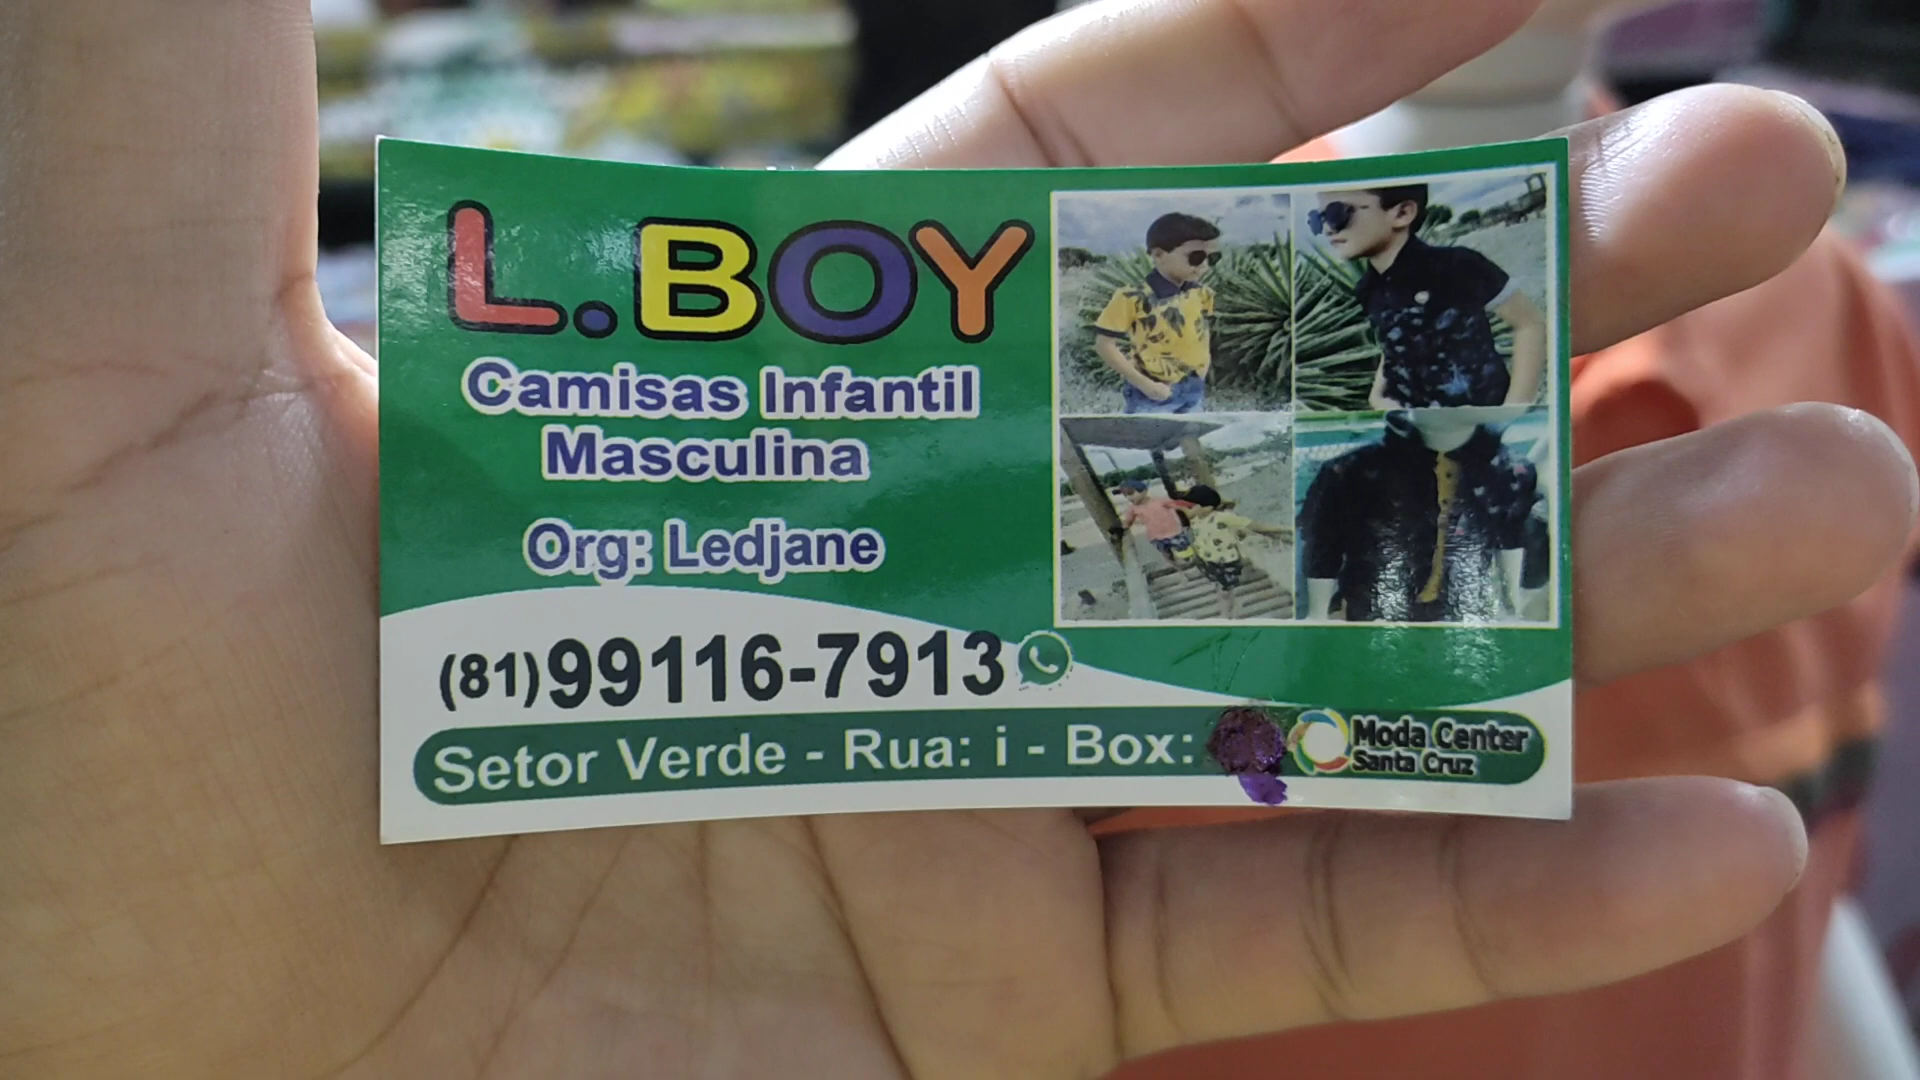 L.BOY
Camisas Infantil
Masculina
Org: Ledjane
(81)99116-7913
Setor Verde - Rua: i - Box:
Moda Center
Santa Cruz